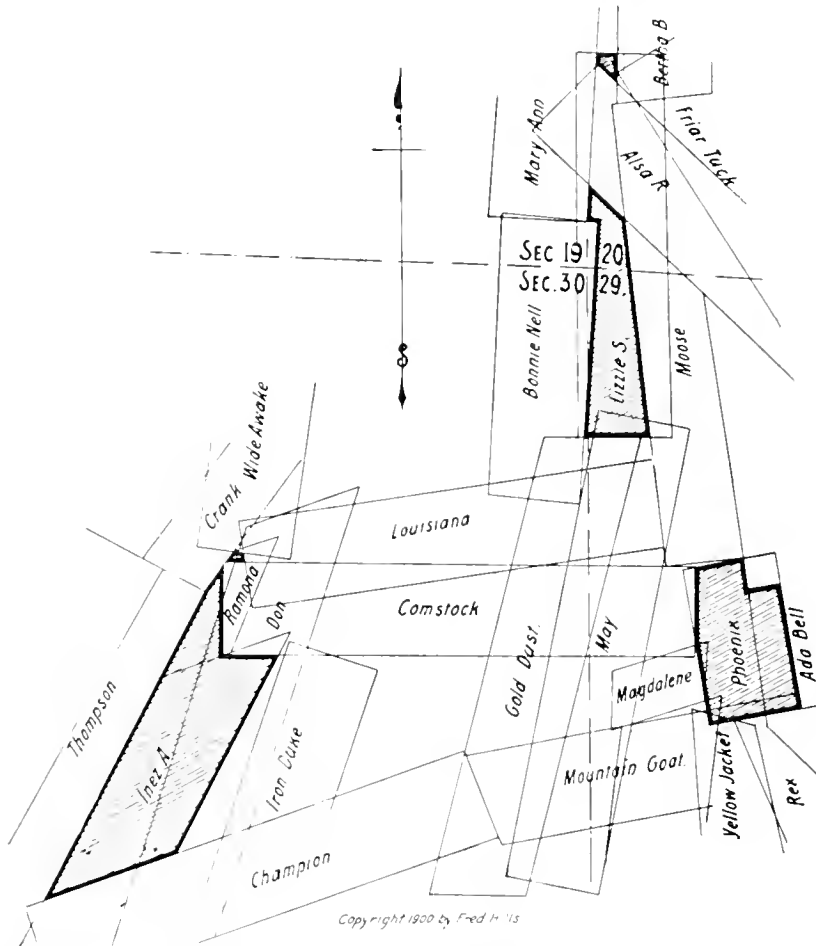 Bertha B
Mary Ann
Friar Tuck
Alsa R
SEC 19 20
SEC. 30 29.
Bonnie Nell
Lizzie S.
Moose
S
Crank
Wide Awake
Louisiana
Ramona
Don
Comstock
Gold Dust.
May
Phoenix
Ada Bell
Magdalene
Thompson
Inez A.
Iron Duke
Mountain Goat.
Yellow Jacket
Rex
Champion
Copyright 1900 by Fred Hills